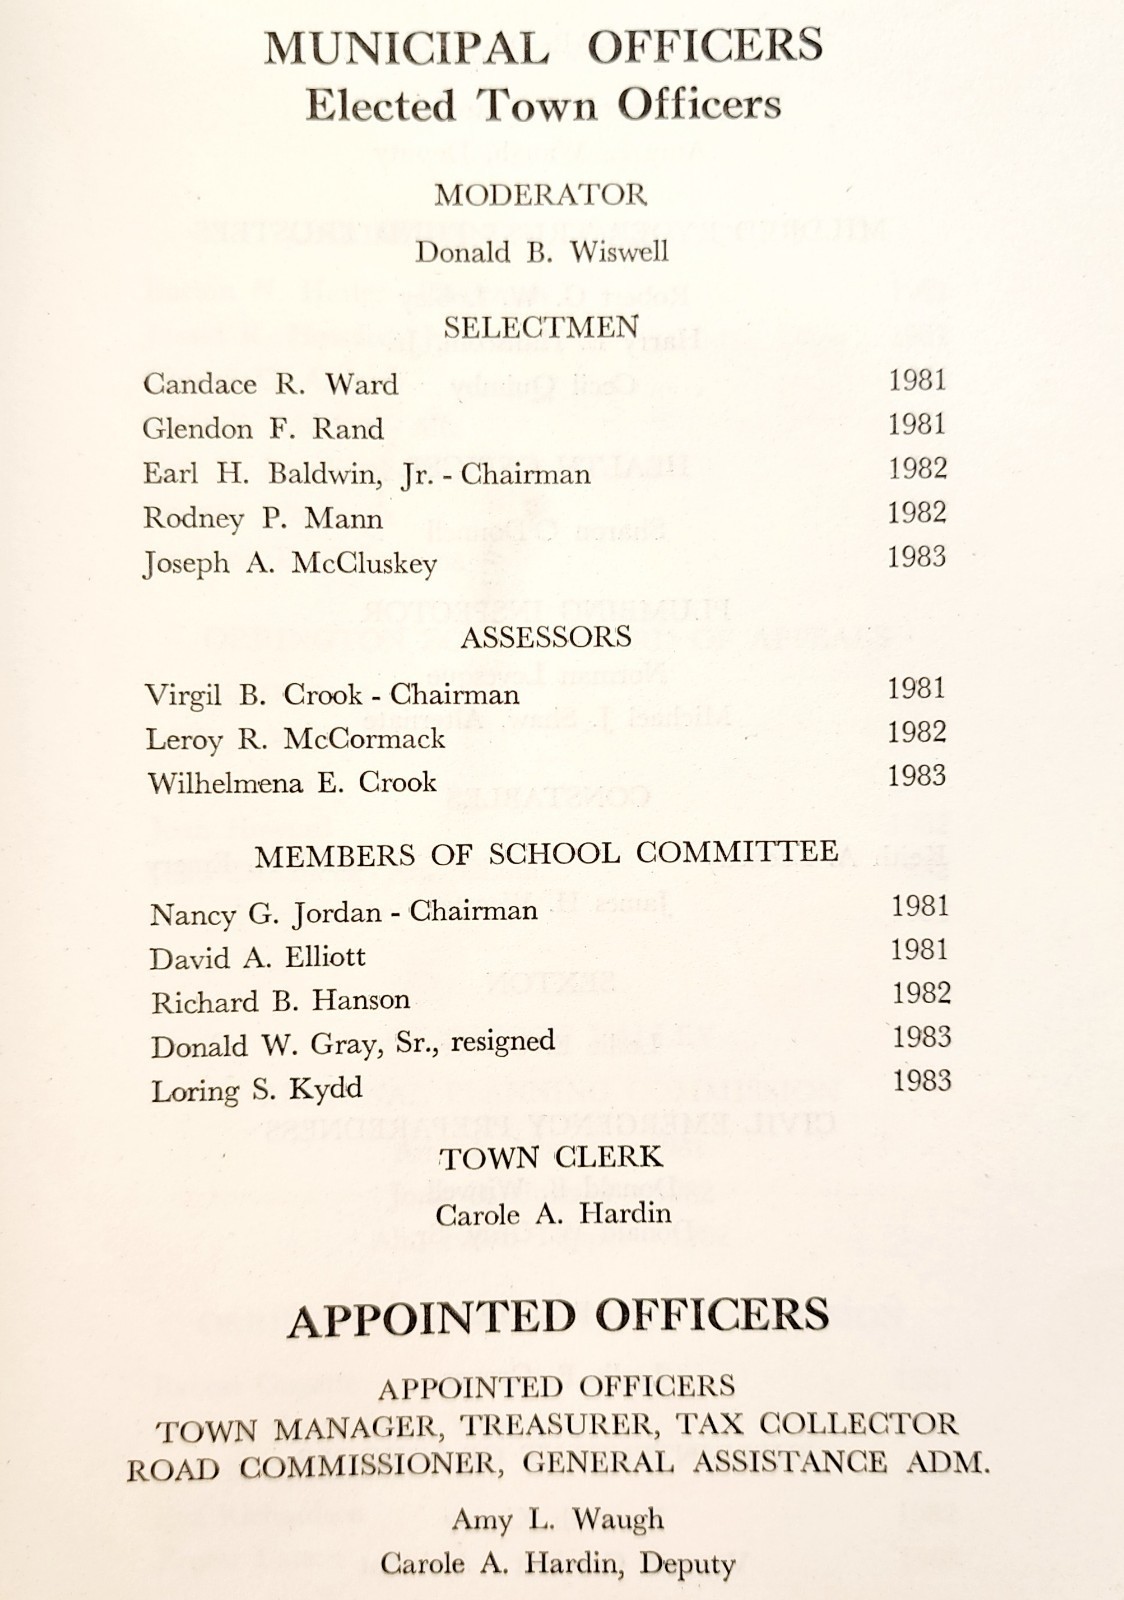 MUNICIPAL OFFICERS
Elected Town Officers
MODERATOR
Donald B. Wiswell
SELECTMEN
Candace R. Ward 1981
Glendon F. Rand 1981
Earl H. Baldwin, Jr. - Chairman 1982
Rodney P. Mann 1982
Joseph A. McCluskey 1983
ASSESSORS
Virgil B. Crook - Chairman 1981
Leroy R. McCormack 1982
Wilhelmena E. Crook 1983
MEMBERS OF SCHOOL COMMITTEE
Nancy G. Jordan - Chairman 1981
David A. Elliott 1981
Richard B. Hanson 1982
Donald W. Gray, Sr., resigned 1983
Loring S. Kydd 1983
TOWN CLERK
Carole A. Hardin
APPOINTED OFFICERS
APPOINTED OFFICERS
TOWN MANAGER, TREASURER, TAX COLLECTOR
ROAD COMMISSIONER, GENERAL ASSISTANCE ADM.
Amy L. Waugh
Carole A. Hardin, Deputy